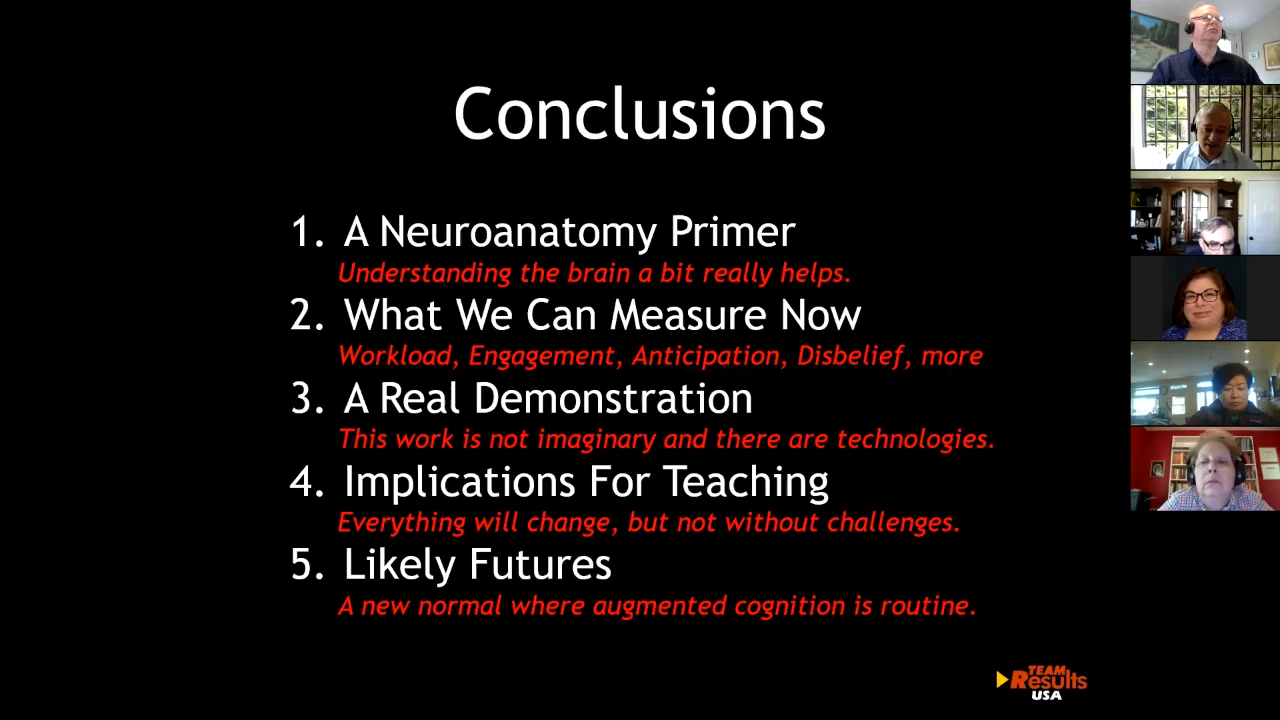 Conclusions
1. A Neuroanatomy Primer
Understanding the brain a bit really helps.
2. What We Can Measure Now
Workload, Engagement, Anticipation, Disbelief, more
3. A Real Demonstration
This work is not imaginary and there are technologies.
4. Implications For Teaching
Everything will change, but not without challenges.
5. Likely Futures
A new normal where augmented cognition is routine.
TEAM
Results
USA